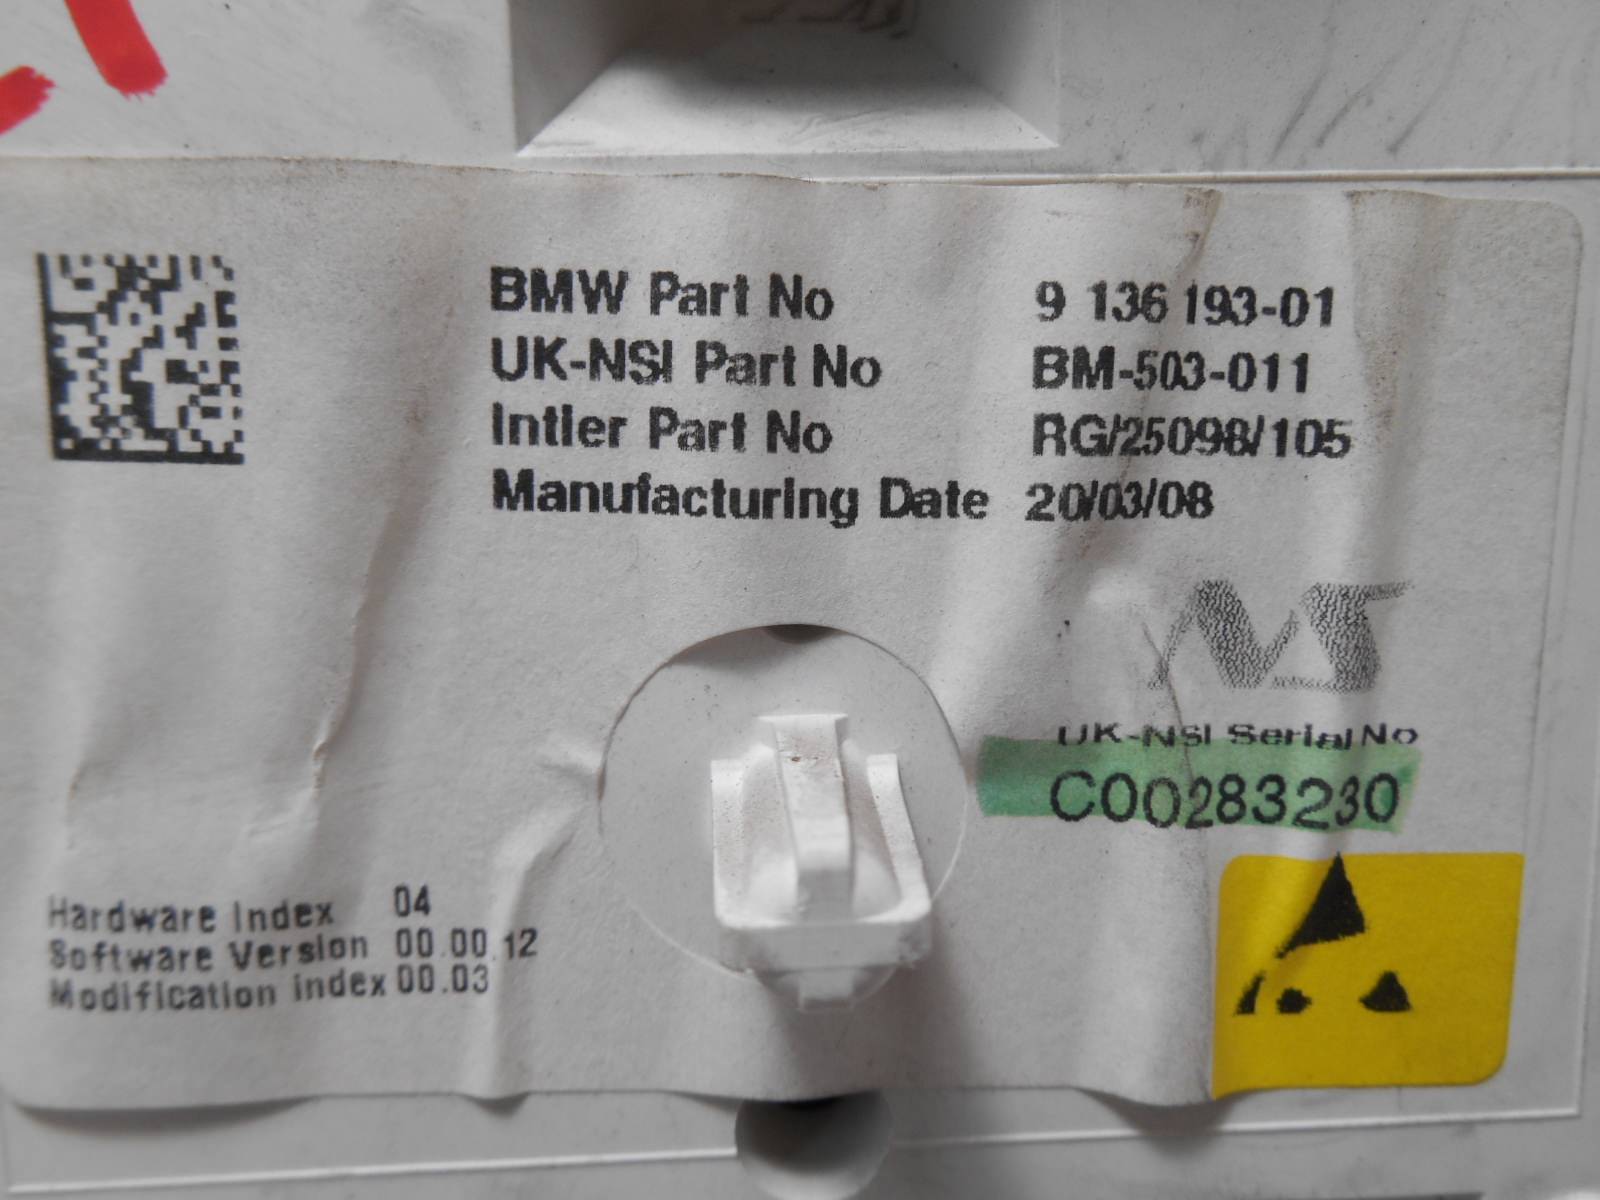 BMW Part No 9 136 193-01
UK-NSI Part No BM-503-011
Intier Part No RG/25098/105
Manufacturing Date 20/03/08
NS
UK-NSI Serial No
C00283230
Hardware Index 04
Software Version 00.00.12
Modification index 00.03